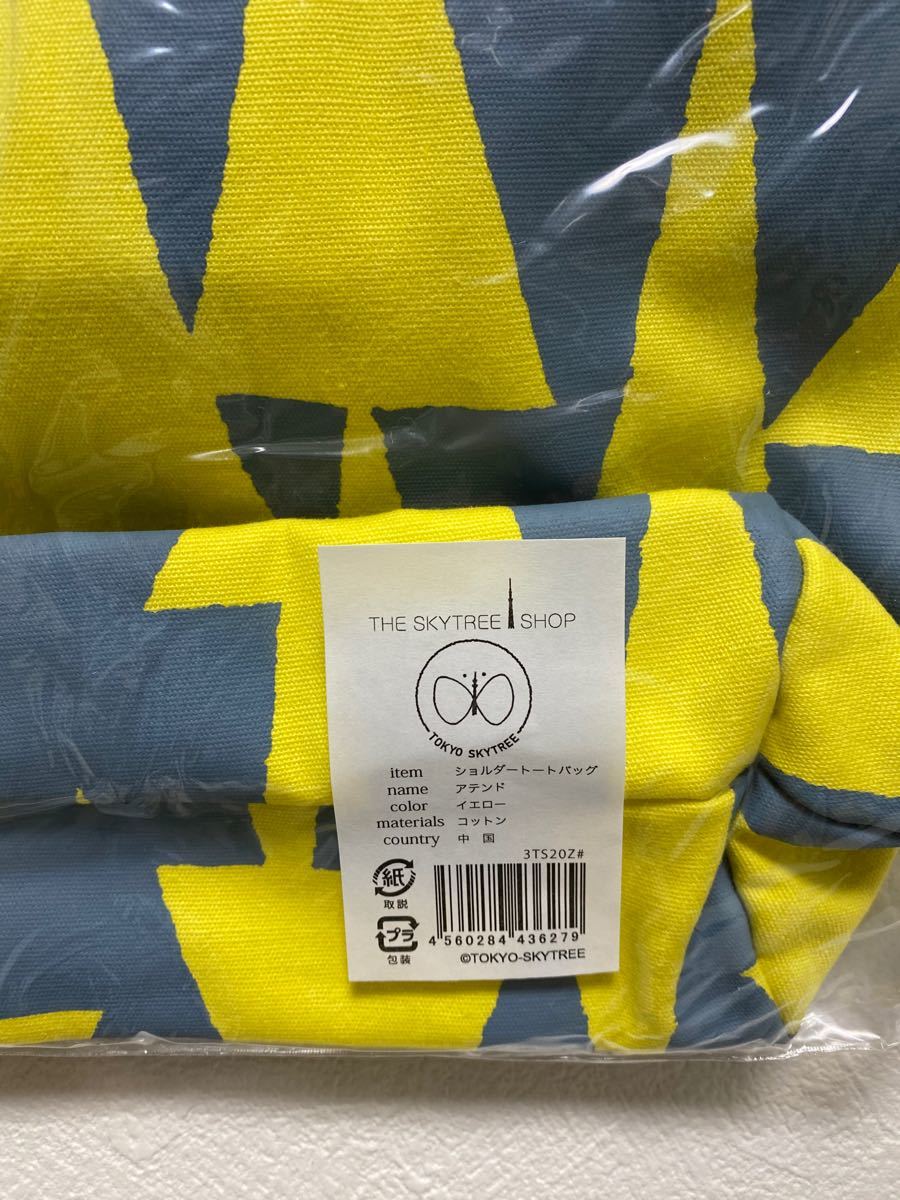 THE SKYTREE SHOP
TOKYO SKYTREE
item ショルダートートバッグ
name アテンド
color イエロー
materials コットン
country 中国
3TS20Z#
紙
取説
プラ
包装
4 560284 436279
©TOKYO-SKYTREE